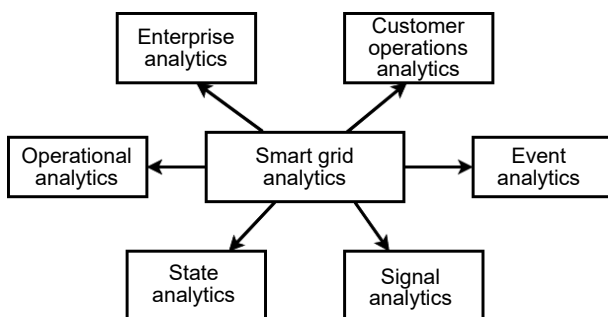 Enterprise
analytics
Customer
operations
analytics
Operational
analytics
Smart grid
analytics
Event
analytics
State
analytics
Signal
analytics